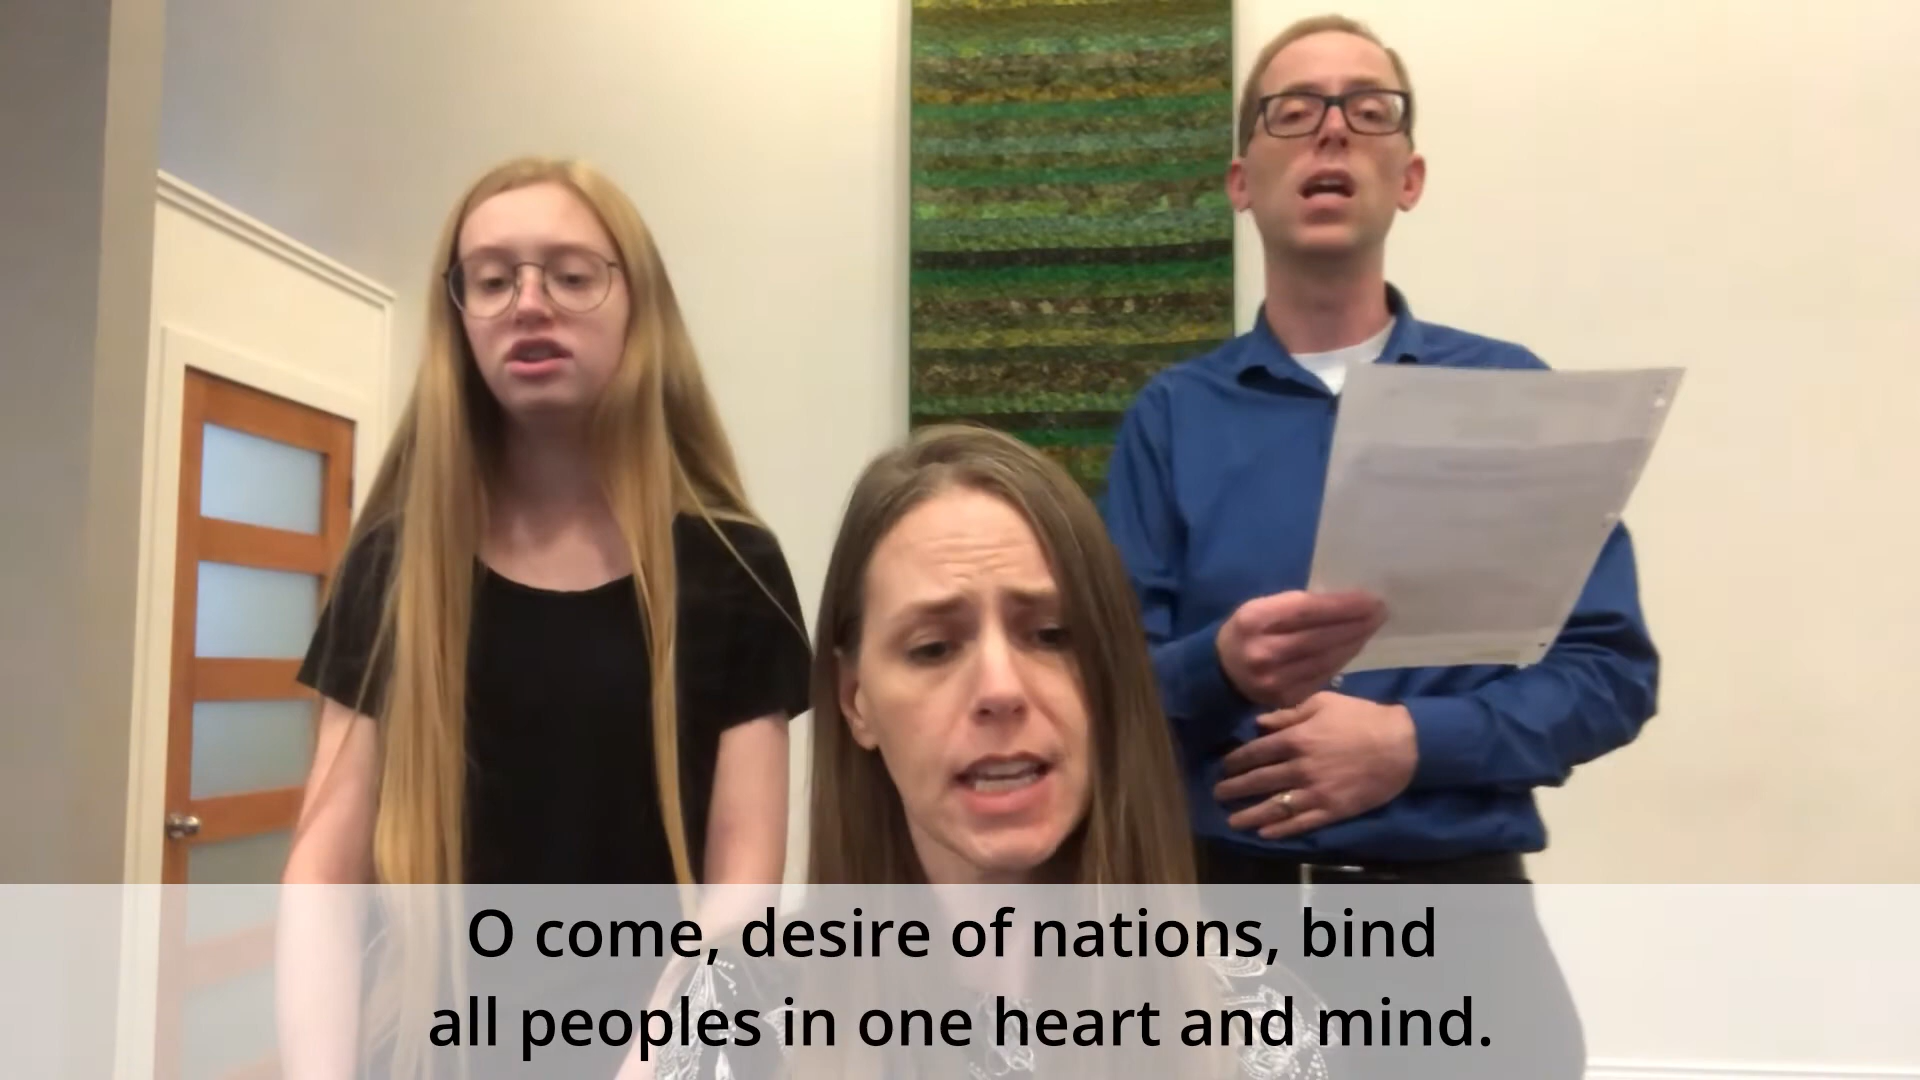 O come, desire of nations, bind
all peoples in one heart and mind.